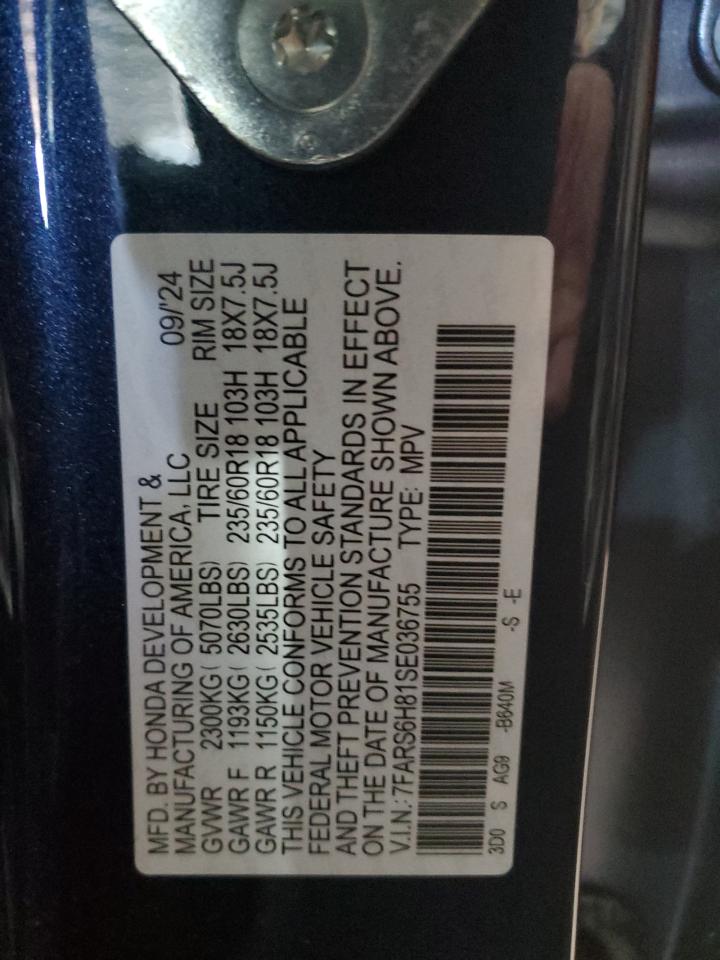 MFD. BY HONDA DEVELOPMENT &
MANUFACTURING OF AMERICA, LLC 09/'24
GVWR 2300KG( 5070LBS) TIRE SIZE RIM SIZE
GAWR F 1193KG( 2630LBS) 235/60R18 103H 18X7.5J
GAWR R 1150KG( 2535LBS) 235/60R18 103H 18X7.5J
THIS VEHICLE CONFORMS TO ALL APPLICABLE
FEDERAL MOTOR VEHICLE SAFETY
AND THEFT PREVENTION STANDARDS IN EFFECT
ON THE DATE OF MANUFACTURE SHOWN ABOVE.
V.I.N.: 7FARS6H81SE036755 TYPE: MPV
3D0 S AG9 -B640M -S -E